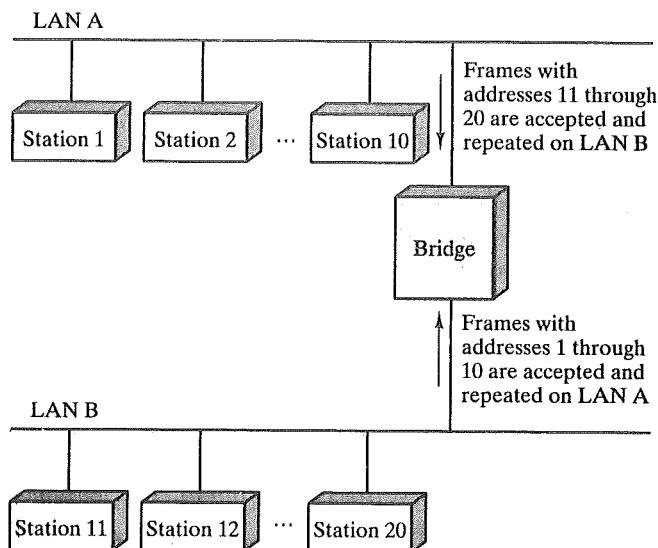 LAN A
Station 1
Station 2
...
Station 10
Frames with
addresses 11 through
20 are accepted and
repeated on LAN B
Bridge
Frames with
addresses 1 through
10 are accepted and
repeated on LAN A
LAN B
Station 11
Station 12
...
Station 20